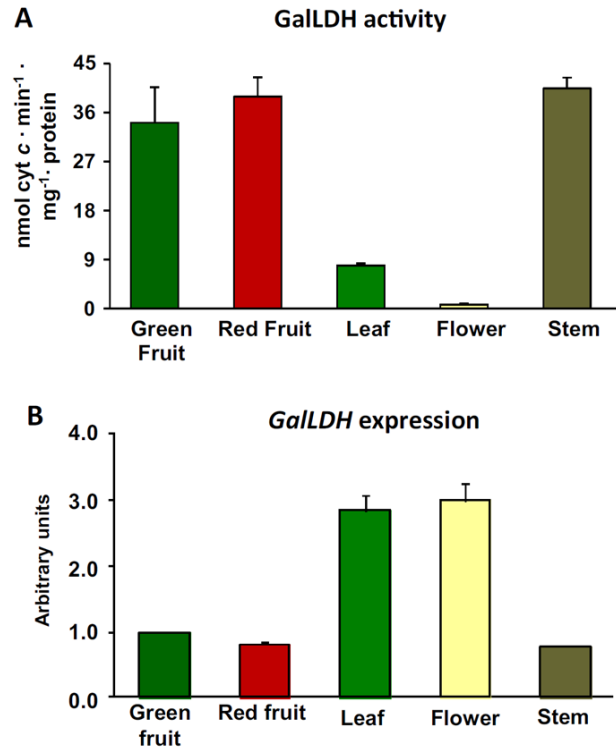 A
GalLDH activity
nmol cyt c · min-1 ·
mg-1· protein
45
36
27
18
9
0
Green
Fruit
Red Fruit
Leaf
Flower
Stem
B
GalLDH expression
Arbitrary units
4.0
3.0
1.0
0.0
Green
fruit
Red fruit
Leaf
Flower
Stem